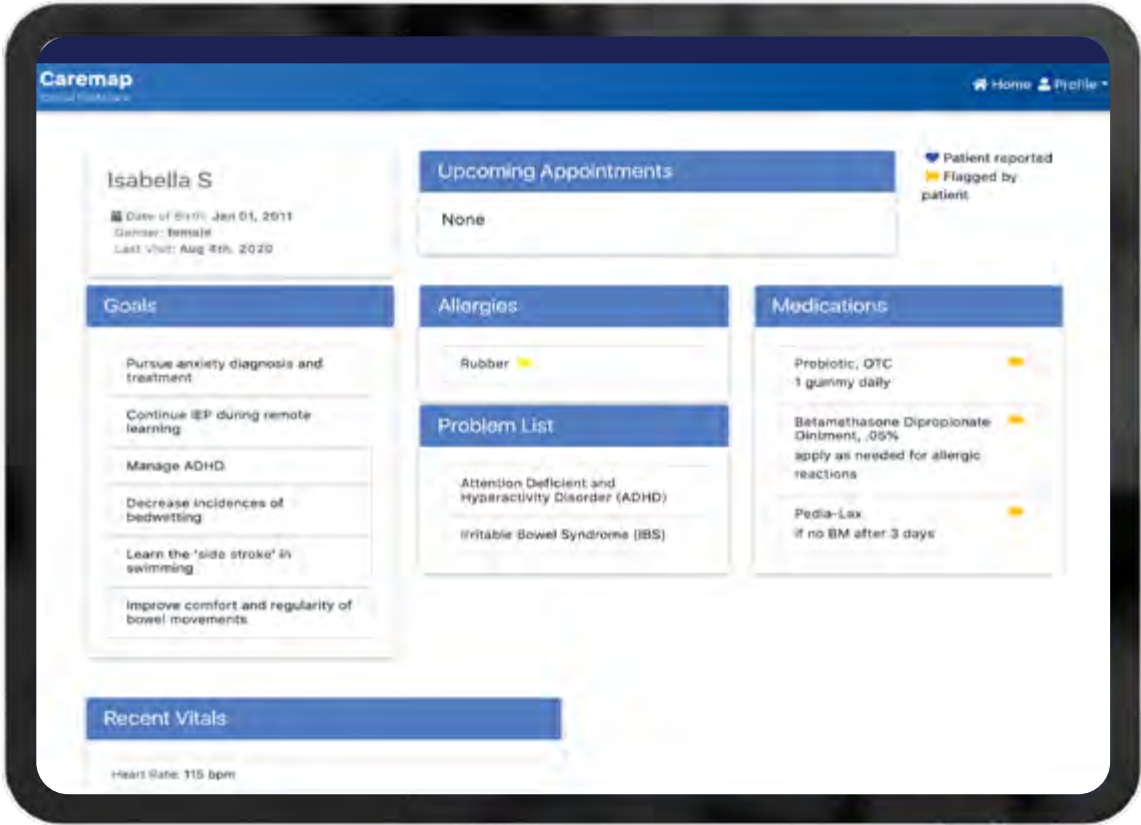 Caremap
Home Profile
Isabella S
Date of Birth: Jan 01, 2011
Gender: female
Last Visit: Aug 4th, 2020
Upcoming Appointments
None
Patient reported
Flagged by
patient
Goals
Pursue anxiety diagnosis and
treatment
Continue IEP during remote
learning
Manage ADHD
Decrease incidences of
bedwetting
Learn the 'side stroke' in
swimming
Improve comfort and regularity of
bowel movements
Allergies
Rubber
Problem List
Attention Deficient and
Hyperactivity Disorder (ADHD)
Irritable Bowel Syndrome (IBS)
Medications
Probiotic, OTC
1 gummy daily
Betamethasone Dipropionate
Ointment, .05%
apply as needed for allergic
reactions
Pedia-Lax
if no BM after 3 days
Recent Vitals
Heart Rate: 115 bpm